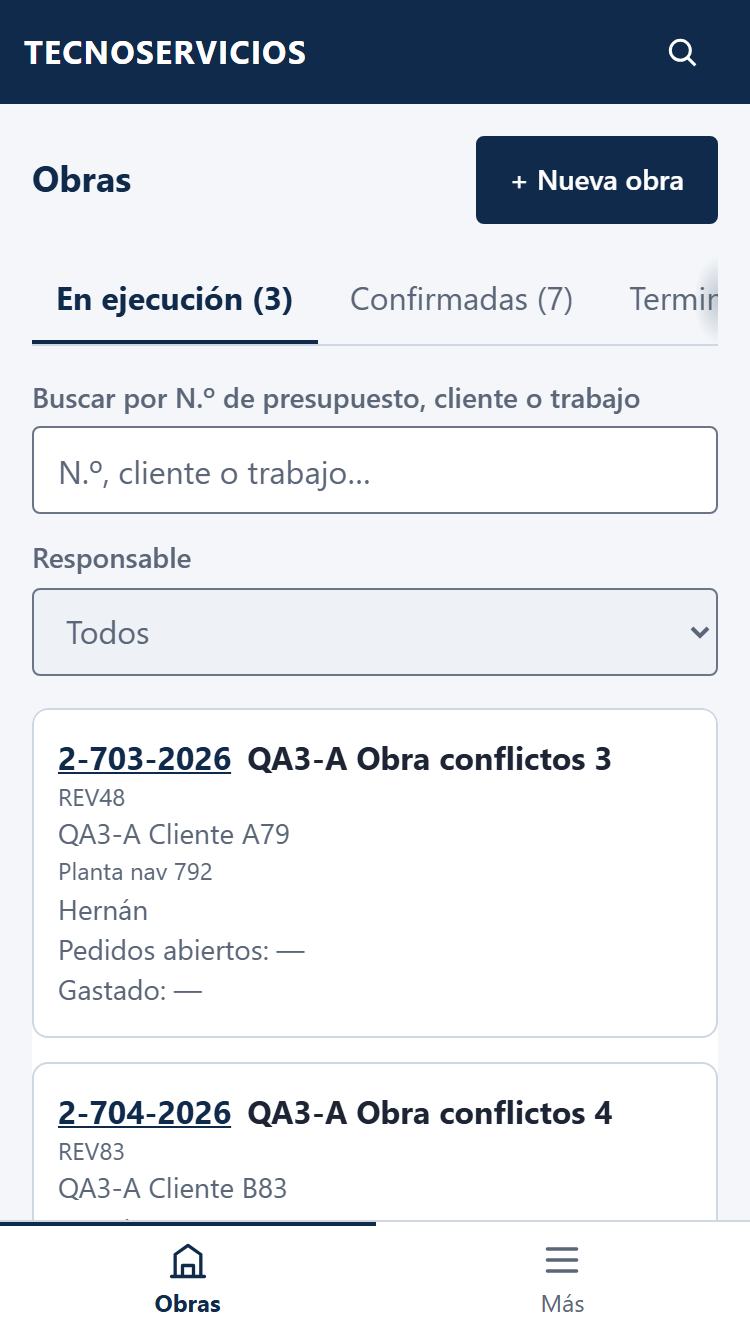 TECNOSERVICIOS
Obras
+ Nueva obra
En ejecución (3) Confirmadas (7)
Buscar por N.º de presupuesto, cliente o trabajo
N.º, cliente o trabajo...
Responsable
Todos
2-703-2026 QA3-A Obra conflictos 3
REV48
QA3-A Cliente A79
Planta nav 792
Hernán
Pedidos abiertos: —
Gastado: —
2-704-2026 QA3-A Obra conflictos 4
REV83
QA3-A Cliente B83
Obras
Más